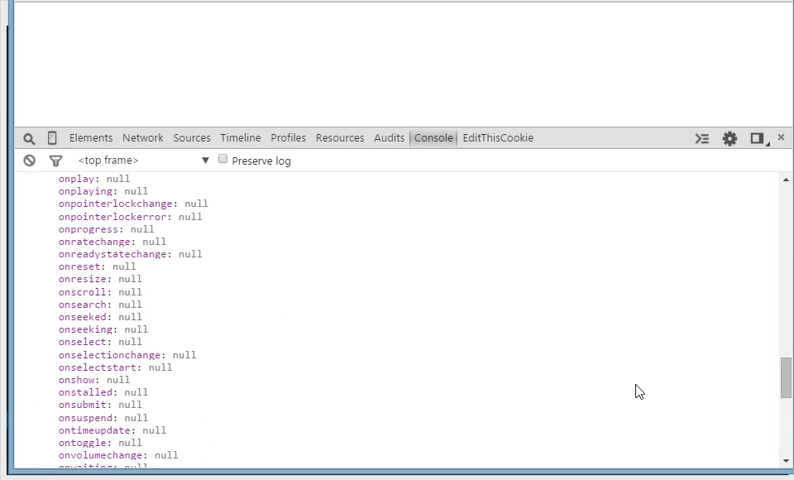 Elements Network Sources Timeline Profiles Resources Audits Console EditThisCookie
<top frame> Preserve log
onplay: null
onplaying: null
onpointerlockchange: null
onpointerlockerror: null
onprogress: null
onratechange: null
onreadystatechange: null
onreset: null
onresize: null
onscroll: null
onsearch: null
onseeked: null
onseeking: null
onselect: null
onselectionchange: null
onselectstart: null
onshow: null
onstalled: null
onsubmit: null
onsuspend: null
ontimeupdate: null
ontoggle: null
onvolumechange: null
onwaiting: null